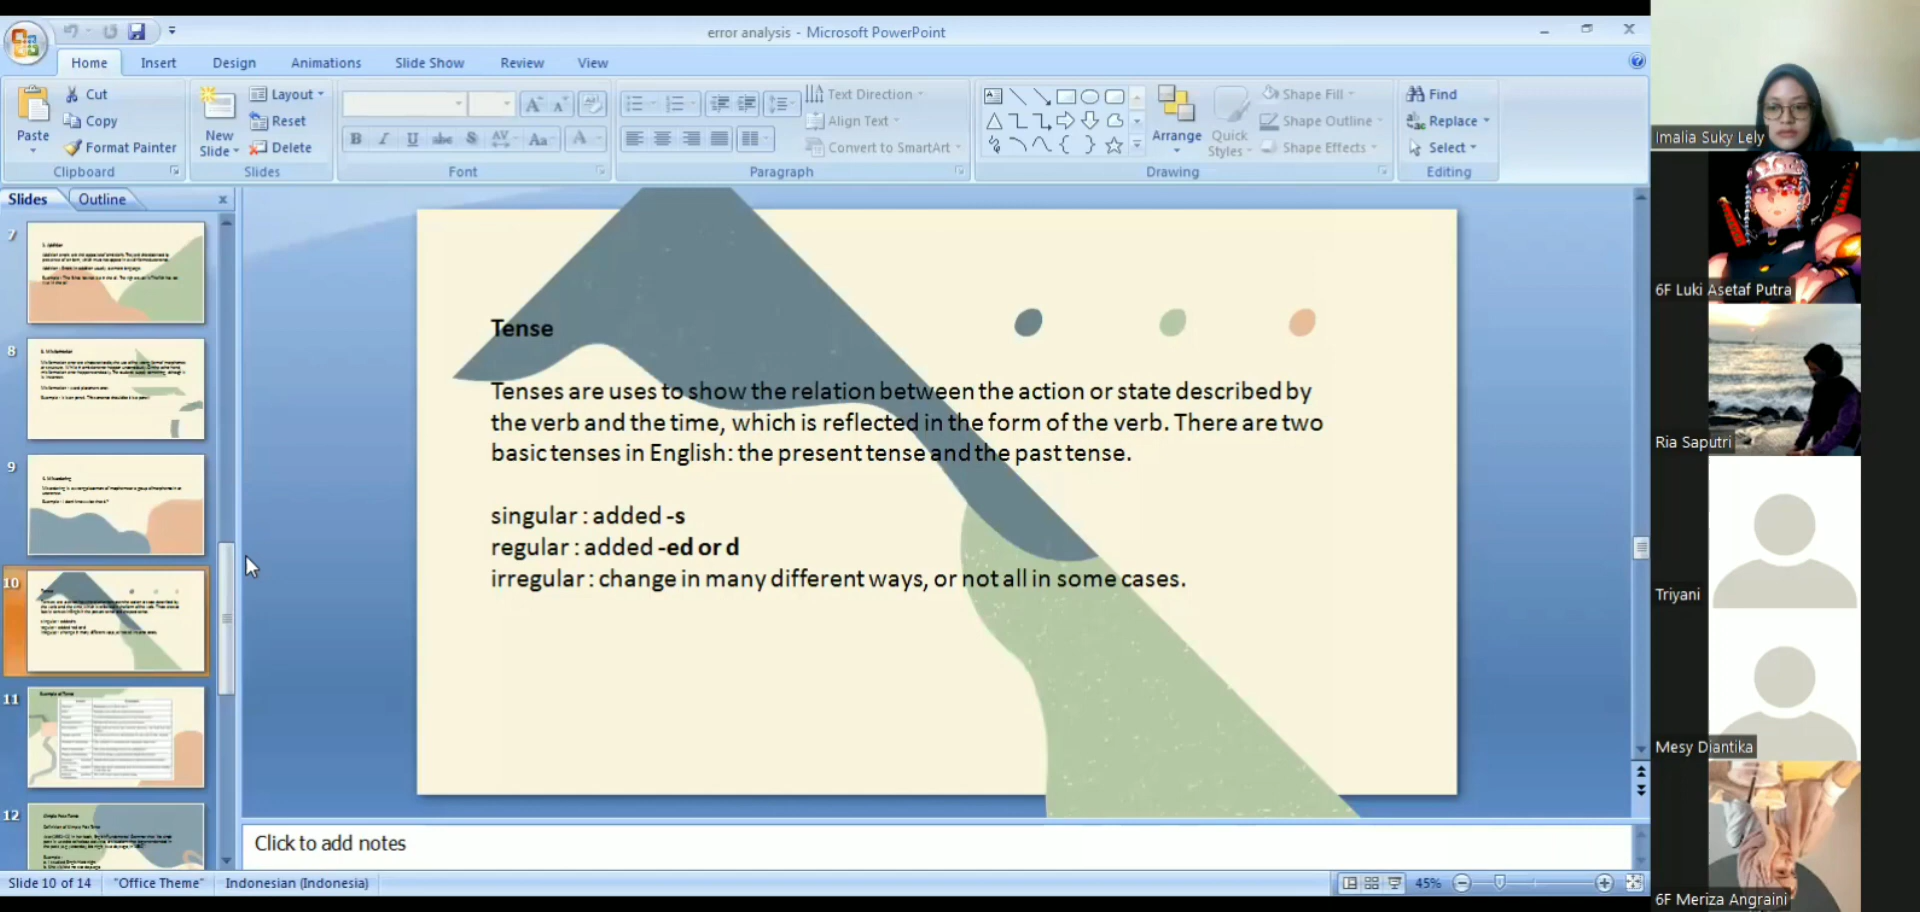 error analysis - Microsoft PowerPoint
Home Insert Design Animations Slide Show Review View
Paste
Cut
Copy
Format Painter
Clipboard
New Slide
Layout
Reset
Delete
Slides
Font
Text Direction
Align Text
Convert to SmartArt
Paragraph
Arrange
Quick Styles
Shape Fill
Shape Outline
Shape Effects
Drawing
Find
Replace
Select
Editing
Slides Outline
7
8
9
10
11
12
Tense
Tenses are uses to show the relation between the action or state described by
the verb and the time, which is reflected in the form of the verb. There are two
basic tenses in English: the present tense and the past tense.
singular : added -s
regular : added -ed or d
irregular : change in many different ways, or not all in some cases.
Click to add notes
Slide 10 of 14 "Office Theme" Indonesian (Indonesia) 45%
Imalia Suky Lely
6F Luki Asetaf Putra
Ria Saputri
Triyani
Mesy Diantika
6F Meriza Angraini